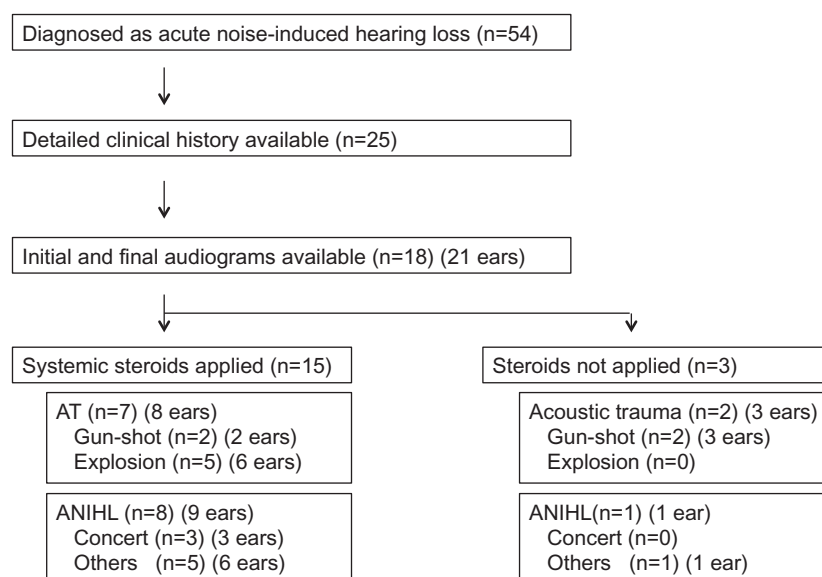 Diagnosed as acute noise-induced hearing loss (n=54)
Detailed clinical history available (n=25)
Initial and final audiograms available (n=18) (21 ears)
Systemic steroids applied (n=15)
AT (n=7) (8 ears)
Gun-shot (n=2) (2 ears)
Explosion (n=5) (6 ears)
ANIHL (n=8) (9 ears)
Concert (n=3) (3 ears)
Others (n=5) (6 ears)
Steroids not applied (n=3)
Acoustic trauma (n=2) (3 ears)
Gun-shot (n=2) (3 ears)
Explosion (n=0)
ANIHL(n=1) (1 ear)
Concert (n=0)
Others (n=1) (1 ear)